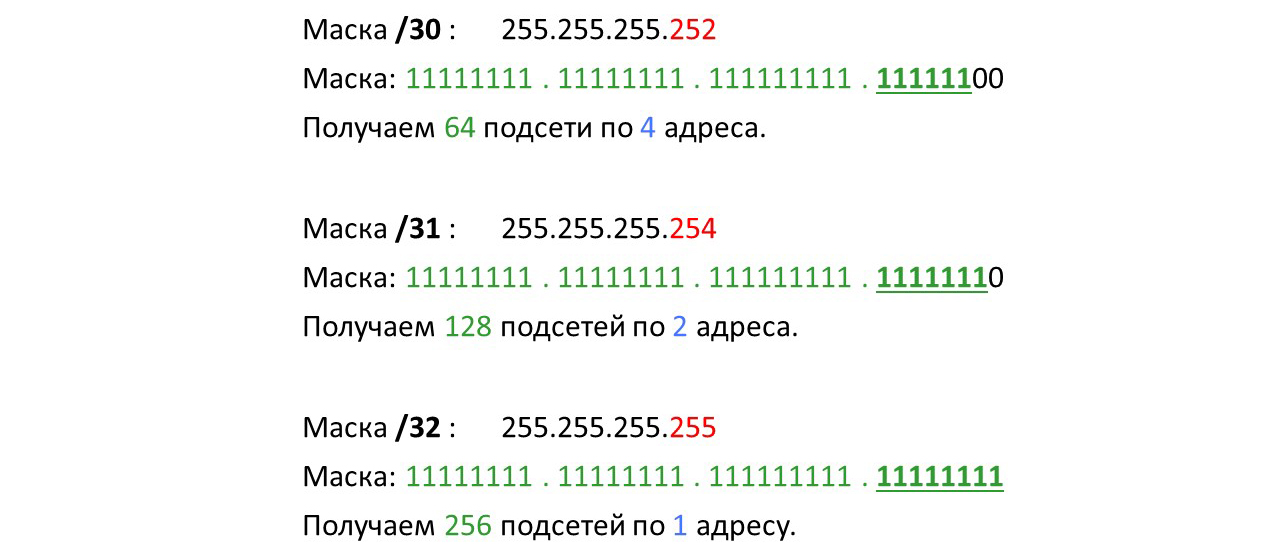 Маска /30 : 255.255.255.252
Маска: 11111111 . 11111111 . 111111111 . 11111100
Получаем 64 подсети по 4 адреса.
Маска /31 : 255.255.255.254
Маска: 11111111 . 11111111 . 111111111 . 11111110
Получаем 128 подсетей по 2 адреса.
Маска /32 : 255.255.255.255
Маска: 11111111 . 11111111 . 111111111 . 11111111
Получаем 256 подсетей по 1 адресу.